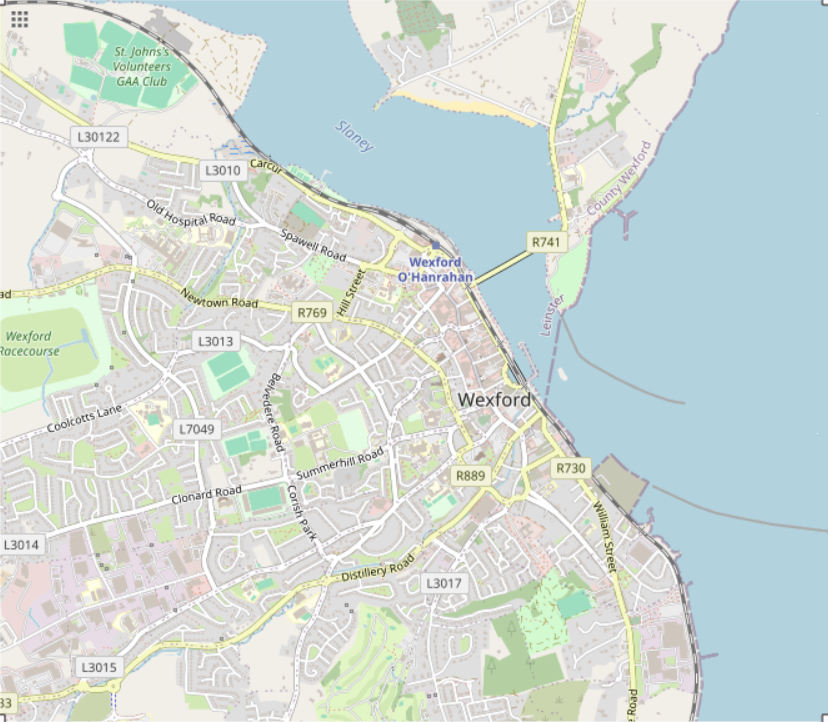 St. Johns's
Volunteers
GAA Club
Slaney
L30122
L3010
Carcur
County Wexford
Old Hospital Road
Spawell Road
R741
Wexford
O'Hanrahan
Newtown Road
Hill Street
R769
Leinster
Wexford
Racecourse
L3013
Belvedere Road
Wexford
Coolcotts Lane
L7049
Summerhill Road
R889
R730
Clonard Road
Corish Park
William Street
L3014
Distillery Road
L3017
L3015
33
Road